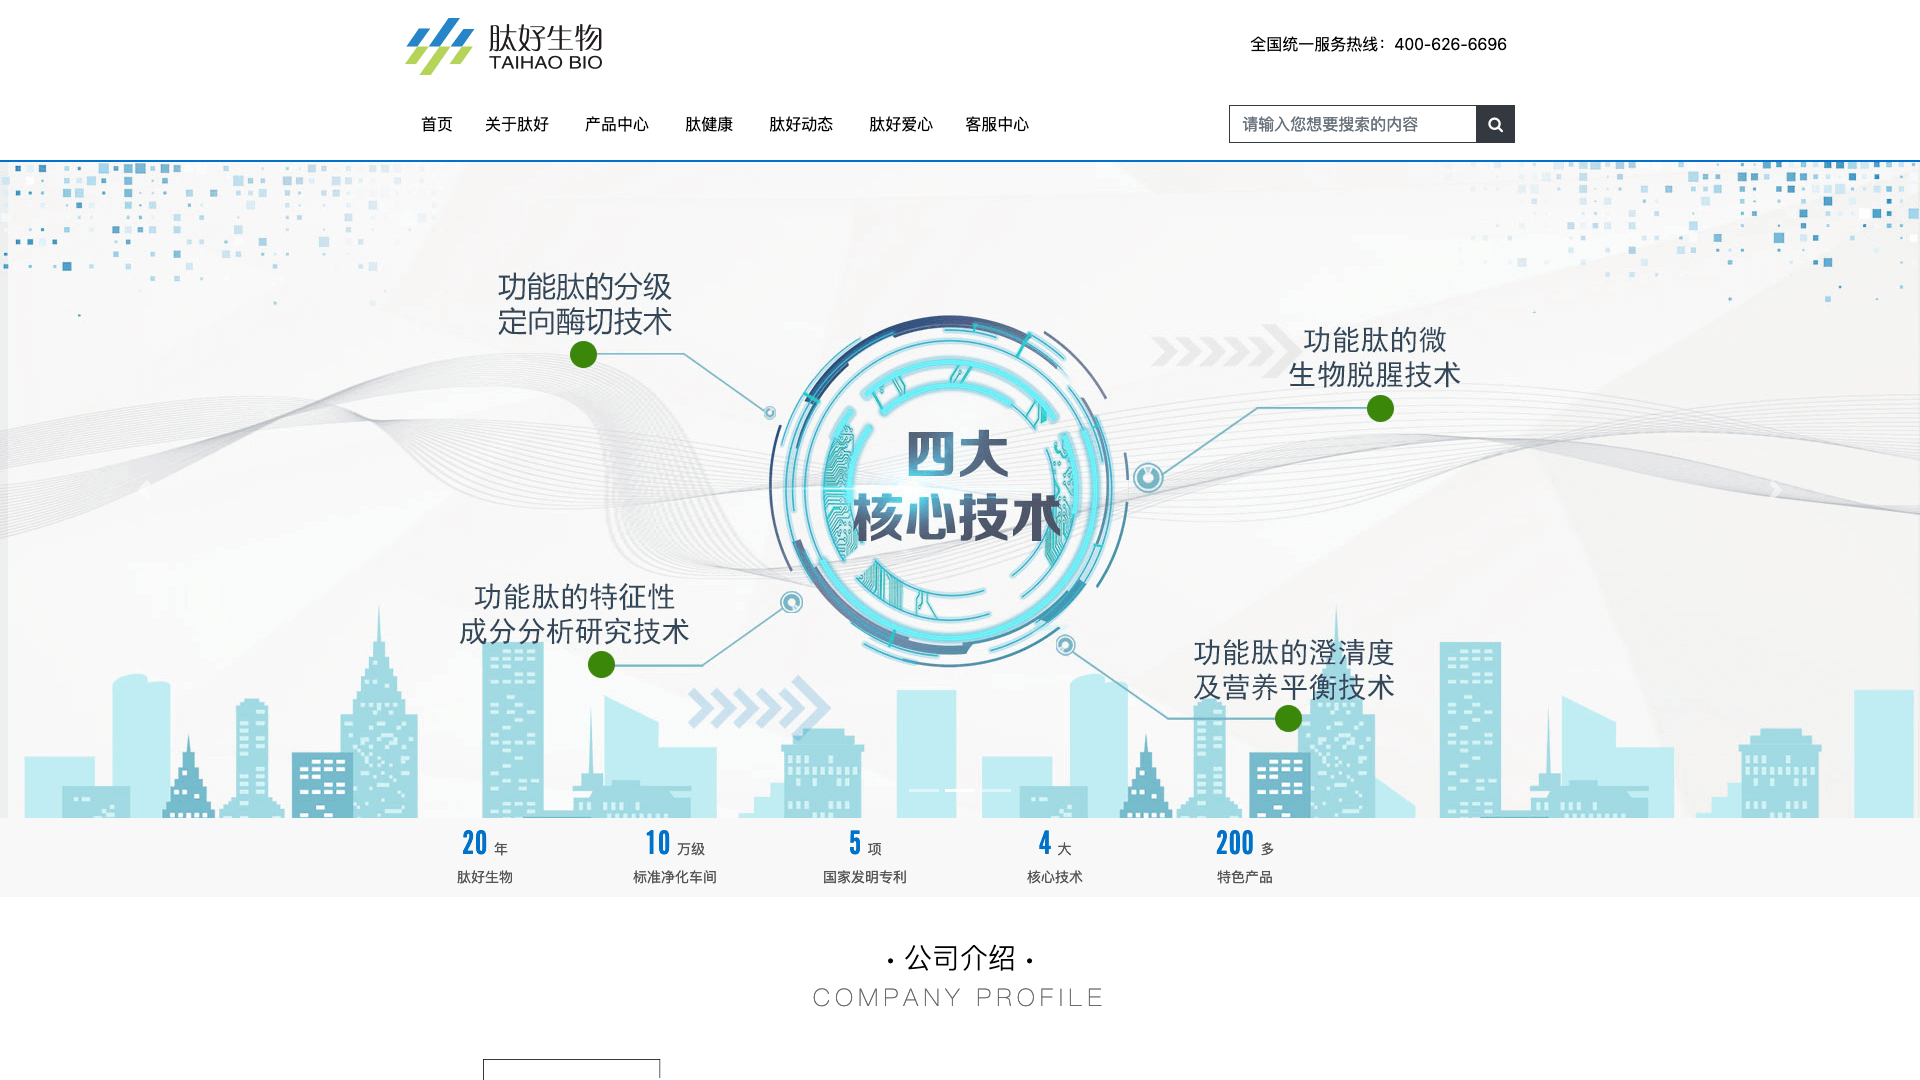 肽好生物
TAIHAO BIO
全国统一服务热线：400-626-6696
首页 关于肽好 产品中心 肽健康 肽好动态 肽好爱心 客服中心
请输入您想要搜索的内容
功能肽的分级
定向酶切技术
功能肽的微
生物脱腥技术
四大
核心技术
功能肽的特征性
成分分析研究技术
功能肽的澄清度
及营养平衡技术
20 年
肽好生物
10 万级
标准净化车间
5 项
国家发明专利
4 大
核心技术
200 多
特色产品
· 公司介绍 ·
COMPANY PROFILE